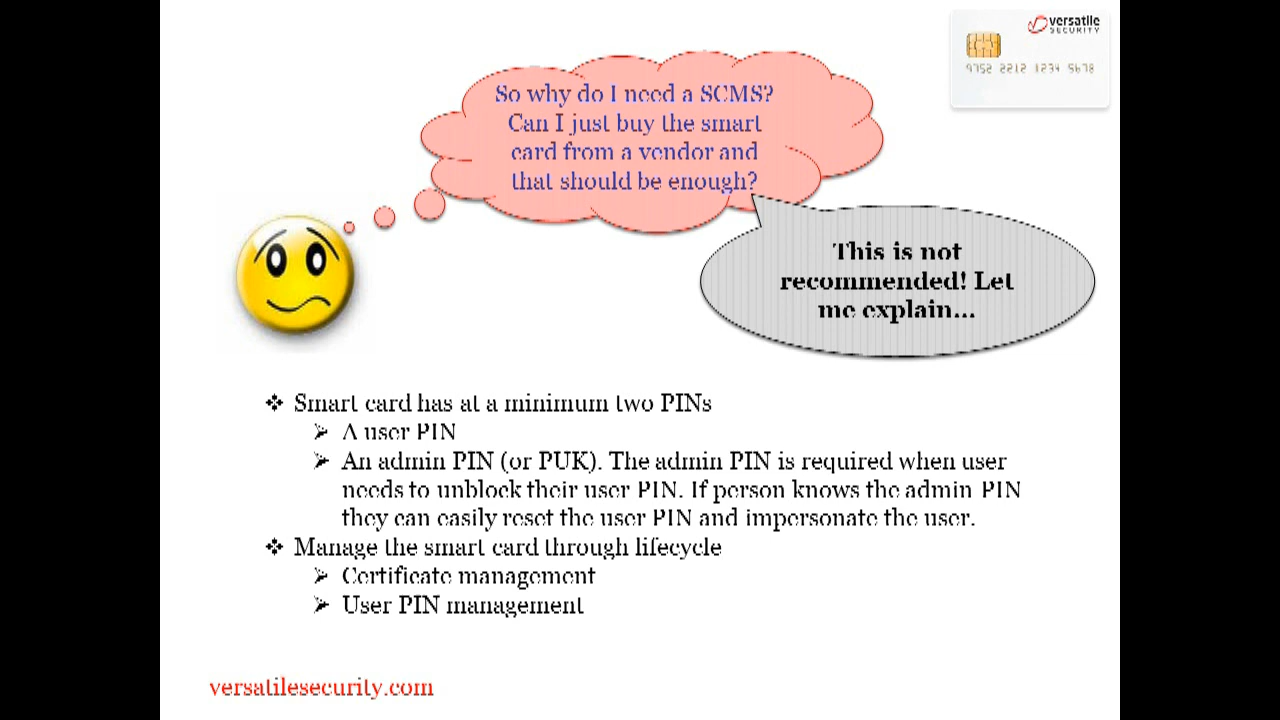 versatile
SECURITY
9752 2212 1234 5678
So why do I need a SCMS?
Can I just buy the smart
card from a vendor and
that should be enough?
This is not
recommended! Let
me explain...
❖ Smart card has at a minimum two PINs
➢ A user PIN
➢ An admin PIN (or PUK). The admin PIN is required when user
needs to unblock their user PIN. If person knows the admin PIN
they can easily reset the user PIN and impersonate the user.
❖ Manage the smart card through lifecycle
➢ Certificate management
➢ User PIN management
versatilesecurity.com